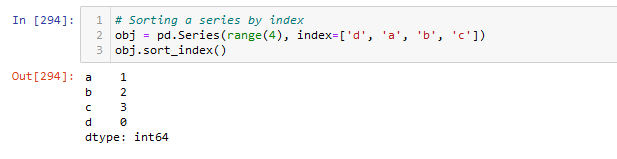 In [294]:
1 # Sorting a series by index
2 obj = pd.Series(range(4), index=['d', 'a', 'b', 'c'])
3 obj.sort_index()
Out[294]:
a    1
b    2
c    3
d    0
dtype: int64